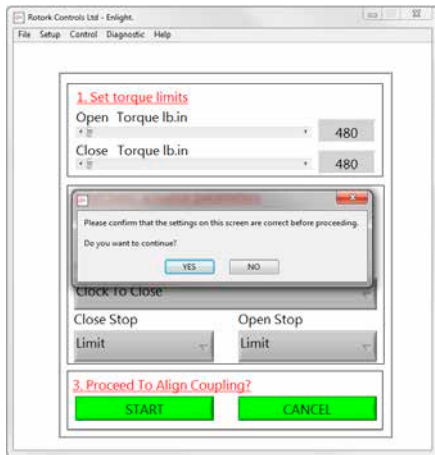 Rotork Controls Ltd - Enlight.
File Setup Control Diagnostic Help
1. Set torque limits
Open Torque lb.in
480
Close Torque lb.in
480
Please confirm that the settings on this screen are correct before proceeding.
Do you want to continue?
YES NO
Clock To Close
Close Stop Open Stop
Limit Limit
3. Proceed To Align Coupling?
START CANCEL